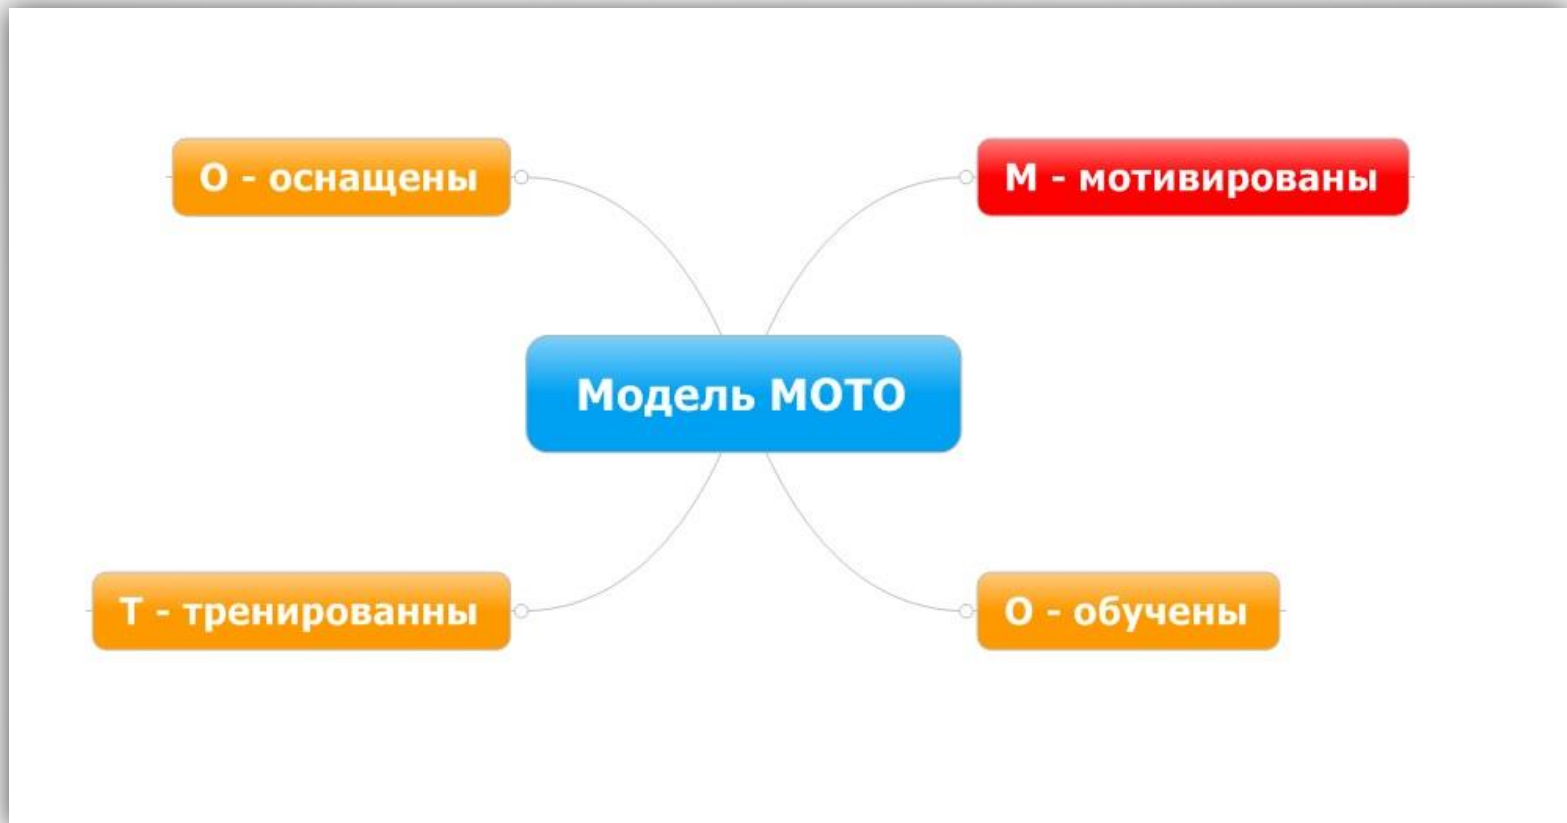 О - оснащены
М - мотивированы
Модель МОТО
Т - тренированны
О - обучены